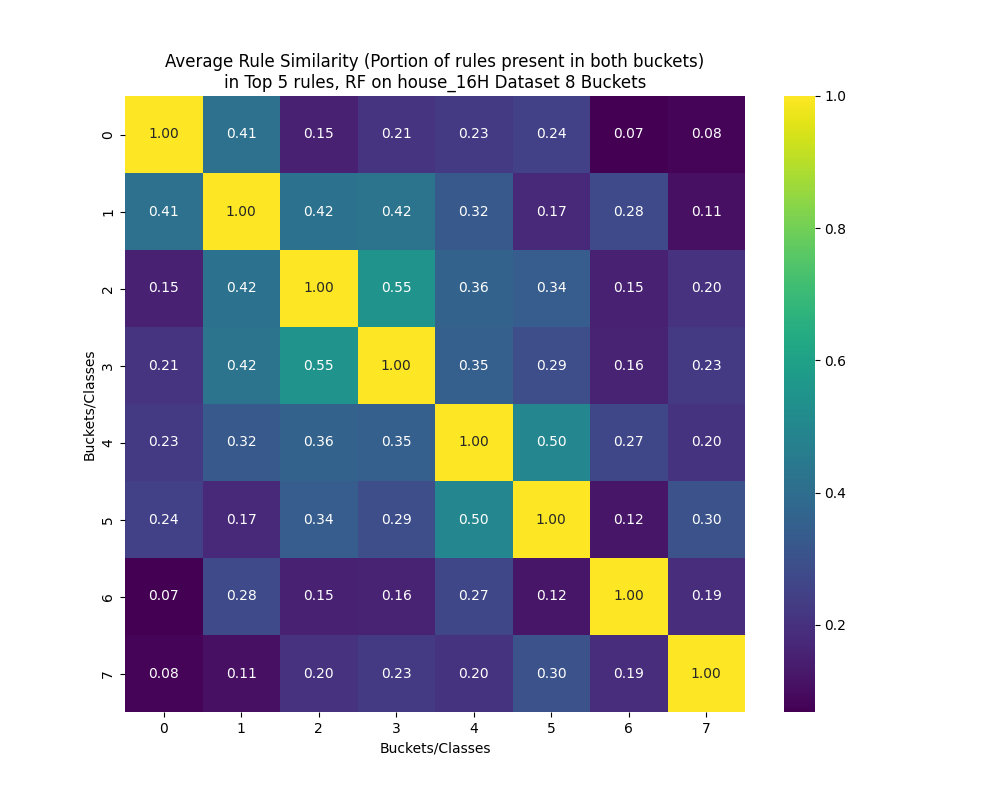 Average Rule Similarity (Portion of rules present in both buckets)
in Top 5 rules, RF on house_16H Dataset 8 Buckets
0 1.00 0.41 0.15 0.21 0.23 0.24 0.07 0.08
1 0.41 1.00 0.42 0.42 0.32 0.17 0.28 0.11
2 0.15 0.42 1.00 0.55 0.36 0.34 0.15 0.20
3 0.21 0.42 0.55 1.00 0.35 0.29 0.16 0.23
4 0.23 0.32 0.36 0.35 1.00 0.50 0.27 0.20
5 0.24 0.17 0.34 0.29 0.50 1.00 0.12 0.30
6 0.07 0.28 0.15 0.16 0.27 0.12 1.00 0.19
7 0.08 0.11 0.20 0.23 0.20 0.30 0.19 1.00
0 1 2 3 4 5 6 7
Buckets/Classes
Buckets/Classes
1.0
0.8
0.6
0.4
0.2